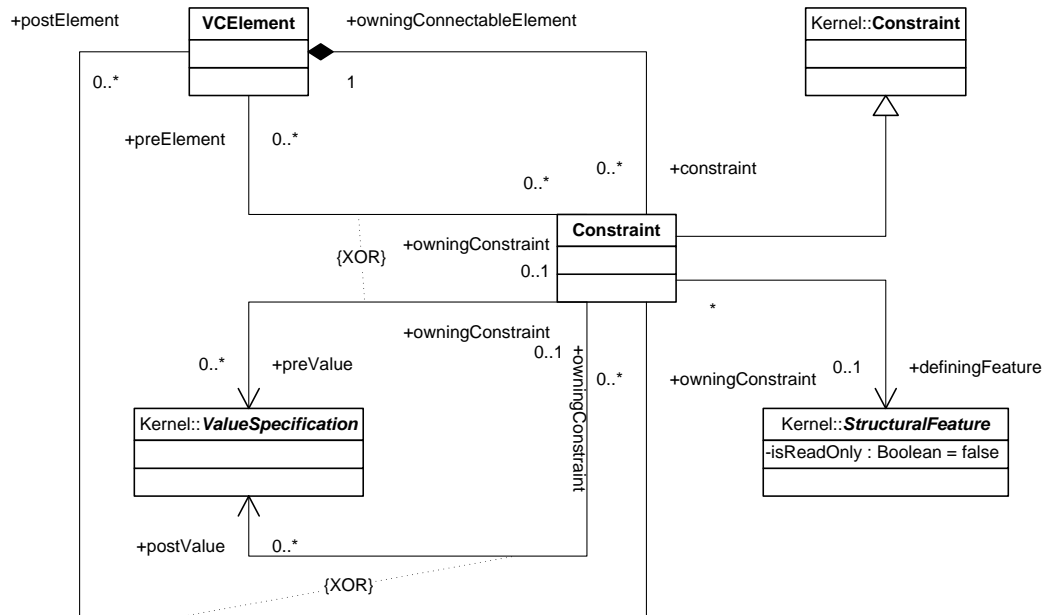 +postElement
VCElement
+owningConnectableElement
Kernel::Constraint
0..*
1
+preElement
0..*
0..*
0..*
+constraint
Constraint
+owningConstraint
{XOR}
0..1
*
+owningConstraint
0..*
+preValue
0..1
+owningConstraint
0..*
+owningConstraint
0..1
+definingFeature
Kernel::ValueSpecification
Kernel::StructuralFeature
-isReadOnly : Boolean = false
+postValue
0..*
{XOR}